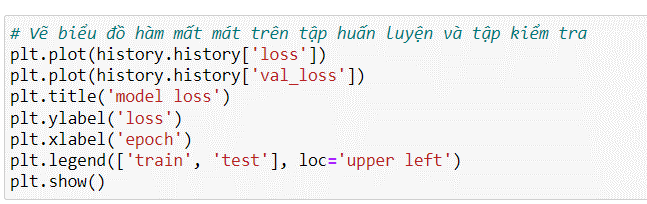 # Vẽ biểu đồ hàm mất mát trên tập huấn luyện và tập kiểm tra
plt.plot(history.history['loss'])
plt.plot(history.history['val_loss'])
plt.title('model loss')
plt.ylabel('loss')
plt.xlabel('epoch')
plt.legend(['train', 'test'], loc='upper left')
plt.show()